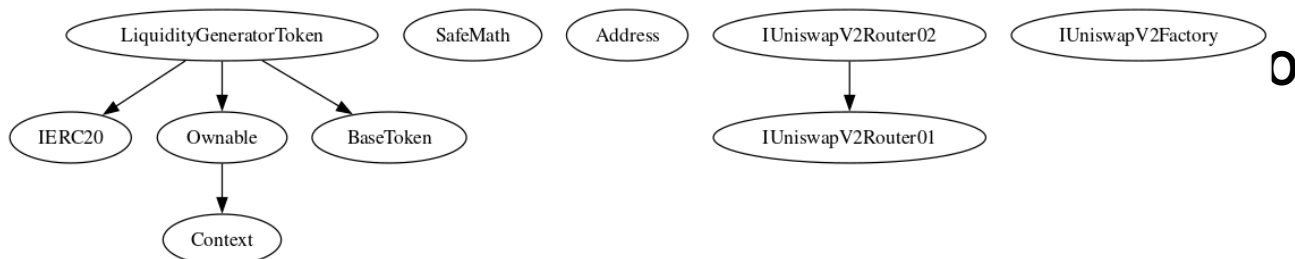 LiquidityGeneratorToken SafeMath Address IUniswapV2Router02 IUniswapV2Factory
IERC20 Ownable BaseToken IUniswapV2Router01
Context